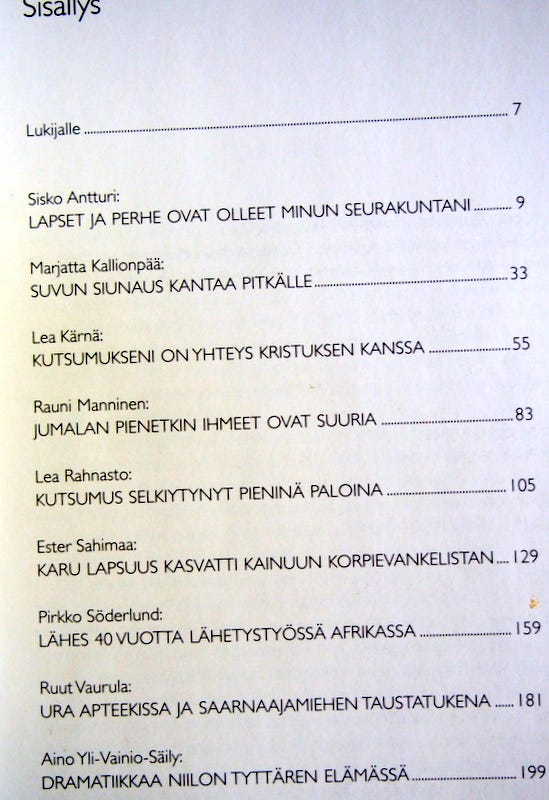 Sisällys
Lukijalle ........ 7
Sisko Antturi:
LAPSET JA PERHE OVAT OLLEET MINUN SEURAKUNTANI ........ 9
Marjatta Kallionpää:
SUVUN SIUNAUS KANTAA PITKÄLLE ........ 33
Lea Kärnä:
KUTSUMUKSENI ON YHTEYS KRISTUKSEN KANSSA ........ 55
Rauni Manninen:
JUMALAN PIENETKIN IHMEET OVAT SUURIA ........ 83
Lea Rahnasto:
KUTSUMUS SELKIYTYNYT PIENINÄ PALOINA ........ 105
Ester Sahimaa:
KARU LAPSUUS KASVATTI KAINUUN KORPIEVANKELISTAN .... 129
Pirkko Söderlund:
LÄHES 40 VUOTTA LÄHETYSTYÖSSÄ AFRIKASSA ........ 159
Ruut Vaurula:
URA APTEEKISSA JA SAARNAAJAMIEHEN TAUSTATUKENA ...... 181
Aino Yli-Vainio-Säily:
DRAMATIIKKAA NIILON TYTTÄREN ELÄMÄSSÄ ........ 199